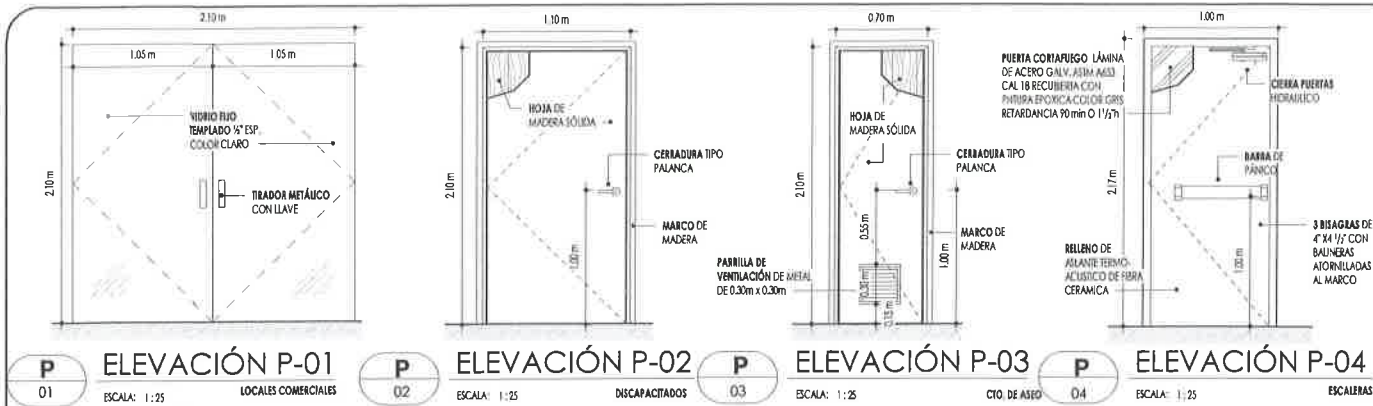 2.10 m
1.05 m
1.05 m
2.10 m
VIDRIO FIJO
TEMPLADO ½" ESP.
COLOR CLARO
TIRADOR METÁLICO
CON LLAVE
P
01
ELEVACIÓN P-01
ESCALA: 1:25
LOCALES COMERCIALES
1.10 m
2.10 m
HOJA DE
MADERA SÓLIDA
CERRADURA TIPO
PALANCA
MARCO DE
MADERA
1.00 m
P
02
ELEVACIÓN P-02
ESCALA: 1:25
DISCAPACITADOS
0.70 m
2.10 m
HOJA DE
MADERA SÓLIDA
CERRADURA TIPO
PALANCA
0.55 m
MARCO DE
MADERA
1.00 m
PARRILLA DE
VENTILACIÓN DE METAL
DE 0.30m x 0.30m
0.30 m
0.15 m
P
03
ELEVACIÓN P-03
ESCALA: 1:25
CTO. DE ASEO
1.00 m
PUERTA CORTAFUEGO LÁMINA
DE ACERO GALV. ASTM A653
CAL 18 RECUBIERTA CON
PINTURA EPOXICA COLOR GRIS
RETARDANCIA 90 min O 1½"h
CIERRA PUERTAS
HIDRAULICO
2.17 m
BARRA DE
PÁNICO
3 BISAGRAS DE
4" X4 ½" CON
BALINERAS
ATORNILLADAS
AL MARCO
1.00 m
RELLENO DE
AISLANTE TERMO-
ACUSTICO DE FIBRA
CERAMICA
P
04
ELEVACIÓN P-04
ESCALA: 1:25
ESCALERAS